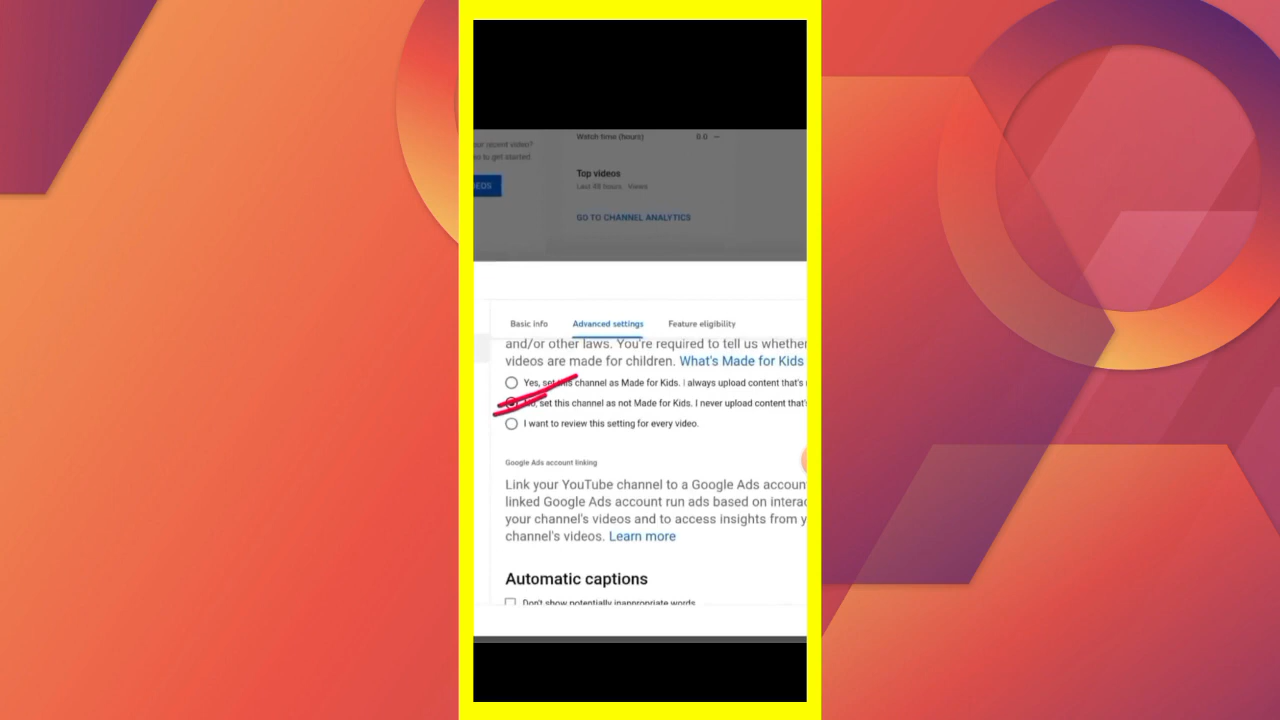 Watch time (hours) 0.0 –
our recent video?
eo to get started
Top videos
EOS
Last 48 hours · Views
GO TO CHANNEL ANALYTICS
Basic info Advanced settings Feature eligibility
and/or other laws. You're required to tell us whether
videos are made for children. What's Made for Kids
Yes, set this channel as Made for Kids. I always upload content that's
set this channel as not Made for Kids. I never upload content that's
I want to review this setting for every video.
Google Ads account linking
Link your YouTube channel to a Google Ads accoun
linked Google Ads account run ads based on interac
your channel's videos and to access insights from y
channel's videos. Learn more
Automatic captions
Don't show potentially inappropriate words